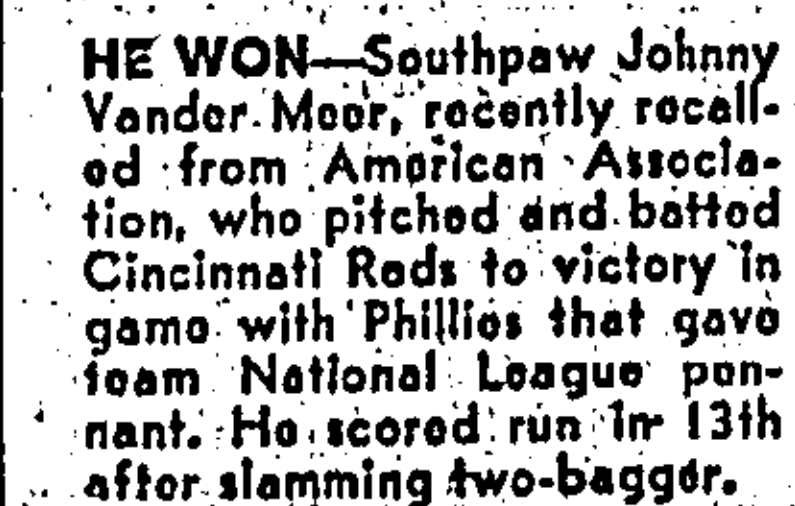 HE WON—Southpaw Johnny
Vander Meer, recently recall-
ed from American Associa-
tion, who pitched and batted
Cincinnati Reds to victory in
game with Phillies that gave
team National League pen-
nant. He scored run in 13th
after slamming two-bagger.